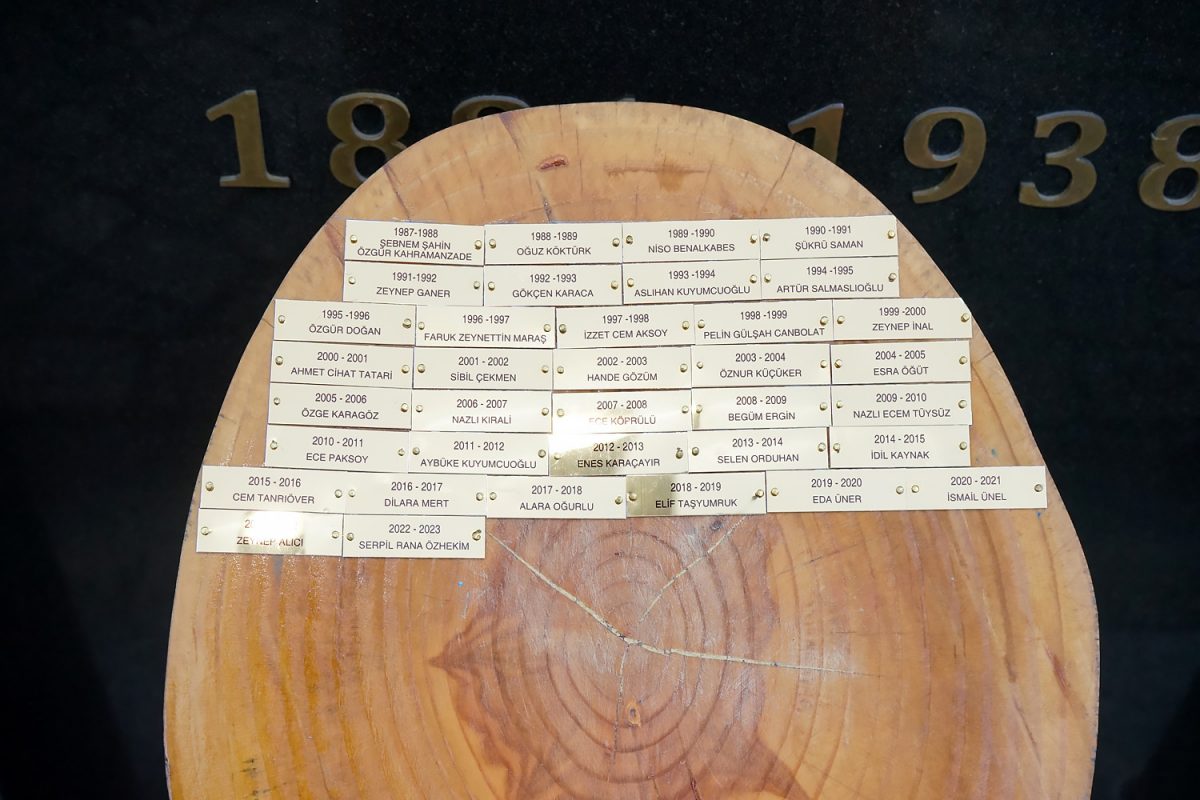 18 1938
1987-1988
ŞEBNEM ŞAHİN
ÖZGÜR KAHRAMANZADE
1988 -1989
OĞUZ KÖKTÜRK
1989 -1990
NİSO BENALKABES
1990 -1991
ŞÜKRÜ SAMAN
1991-1992
ZEYNEP GANER
1992 -1993
GÖKÇEN KARACA
1993 -1994
ASLIHAN KUYUMCUOĞLU
1994 -1995
ARTÜR SALMASLIOĞLU
1995 -1996
ÖZGÜR DOĞAN
1996 -1997
FARUK ZEYNETTİN MARAŞ
1997 -1998
İZZET CEM AKSOY
1998 -1999
PELİN GÜLŞAH CANBOLAT
1999 -2000
ZEYNEP İNAL
2000 - 2001
AHMET CİHAT TATARİ
2001 - 2002
SİBİL ÇEKMEN
2002 - 2003
HANDE GÖZÜM
2003 - 2004
ÖZNUR KÜÇÜKER
2004 - 2005
ESRA ÖĞÜT
2005 - 2006
ÖZGE KARAGÖZ
2006 - 2007
NAZLI KIRALİ
2007 - 2008
ECE KÖPRÜLÜ
2008 - 2009
BEGÜM ERGİN
2009 - 2010
NAZLI ECEM TÜYSÜZ
2010 - 2011
ECE PAKSOY
2011 - 2012
AYBÜKE KUYUMCUOĞLU
2012 - 2013
ENES KARAÇAYIR
2013 - 2014
SELEN ORDUHAN
2014 - 2015
İDİL KAYNAK
2015 - 2016
CEM TANRIÖVER
2016 - 2017
DİLARA MERT
2017 - 2018
ALARA OĞURLU
2018 - 2019
ELİF TAŞYUMRUK
2019 - 2020
EDA ÜNER
2020 - 2021
İSMAİL ÜNEL
ZEYNEP ALICI
2022 - 2023
SERPİL RANA ÖZHEKİM